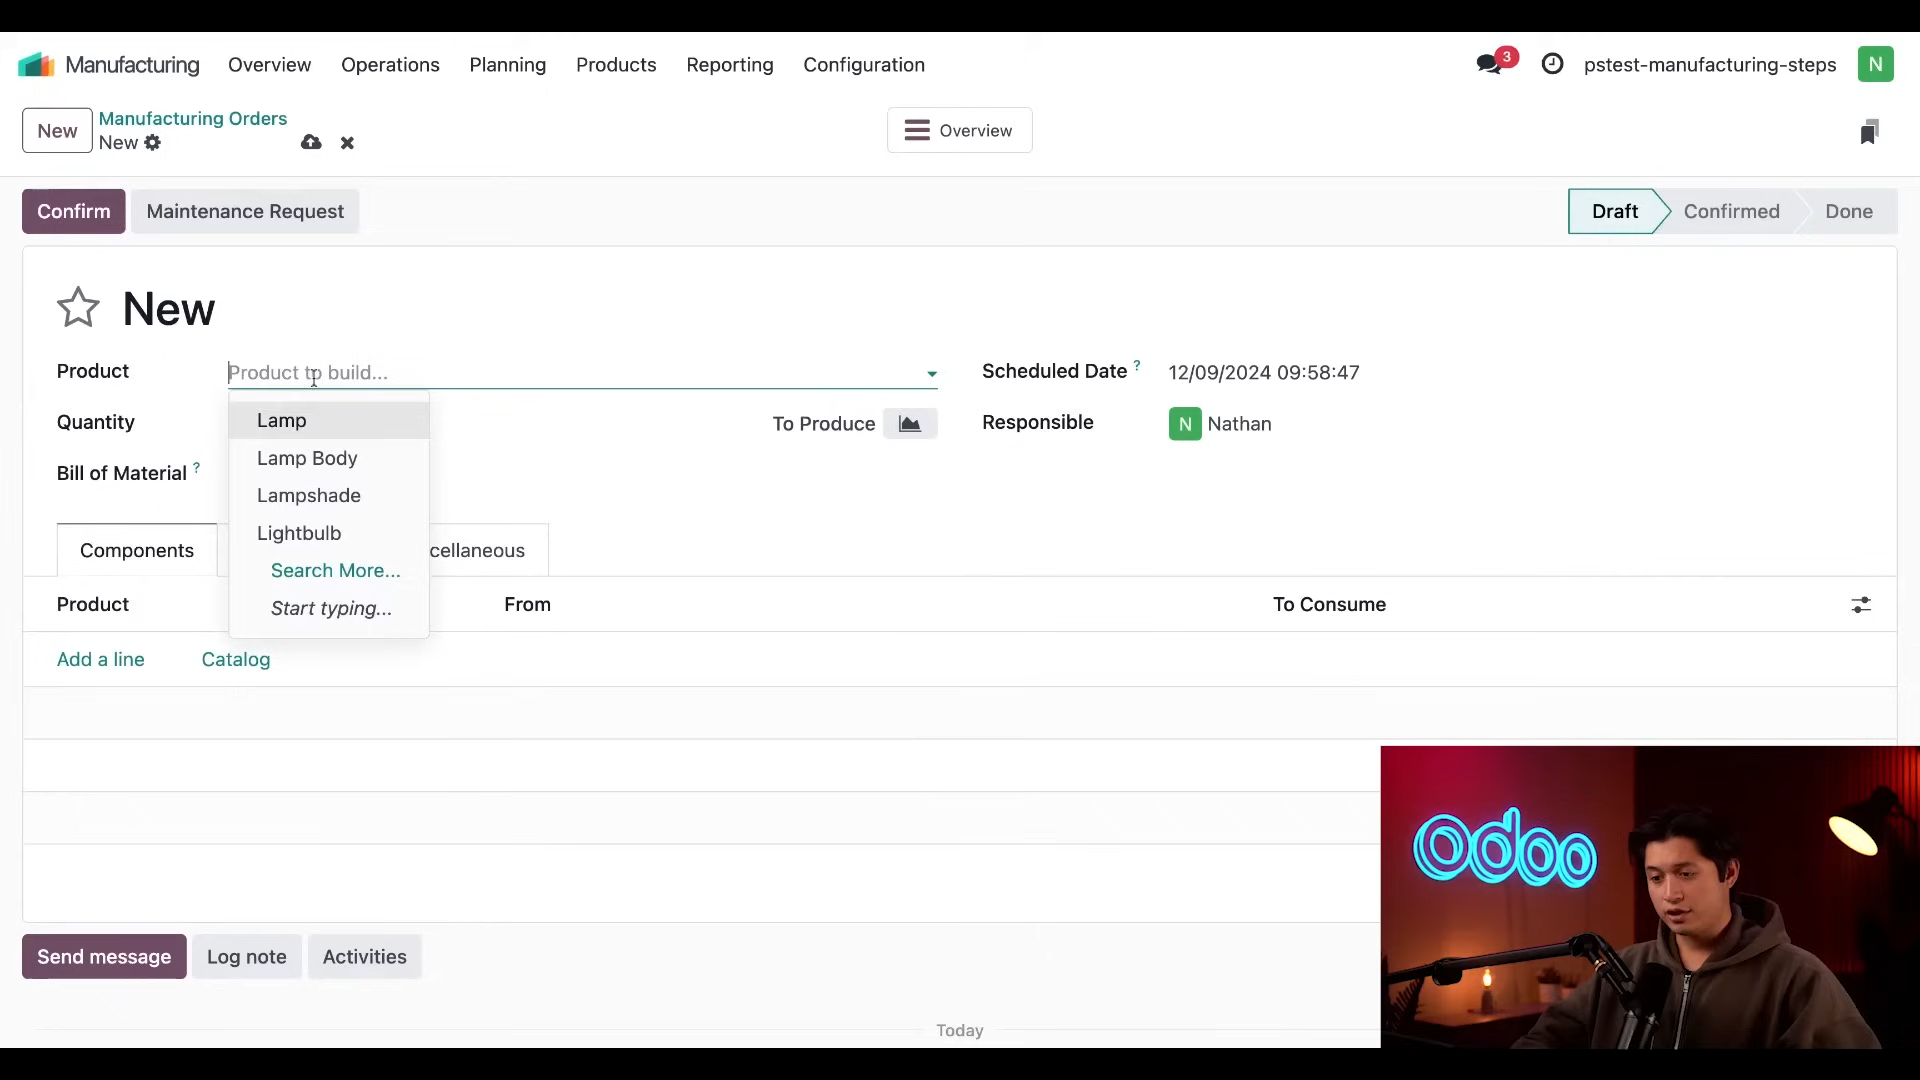 Manufacturing Overview Operations Planning Products Reporting Configuration 3 pstest-manufacturing-steps N
New Manufacturing Orders
New
Overview
Confirm Maintenance Request Draft Confirmed Done
New
Product Product to build... Scheduled Date ? 12/09/2024 09:58:47
Lamp
Quantity To Produce Responsible N Nathan
Lamp Body
Bill of Material ?
Lampshade
Lightbulb
Components cellaneous
Search More...
Product From To Consume
Start typing...
Add a line Catalog
odoo
Send message Log note Activities
Today